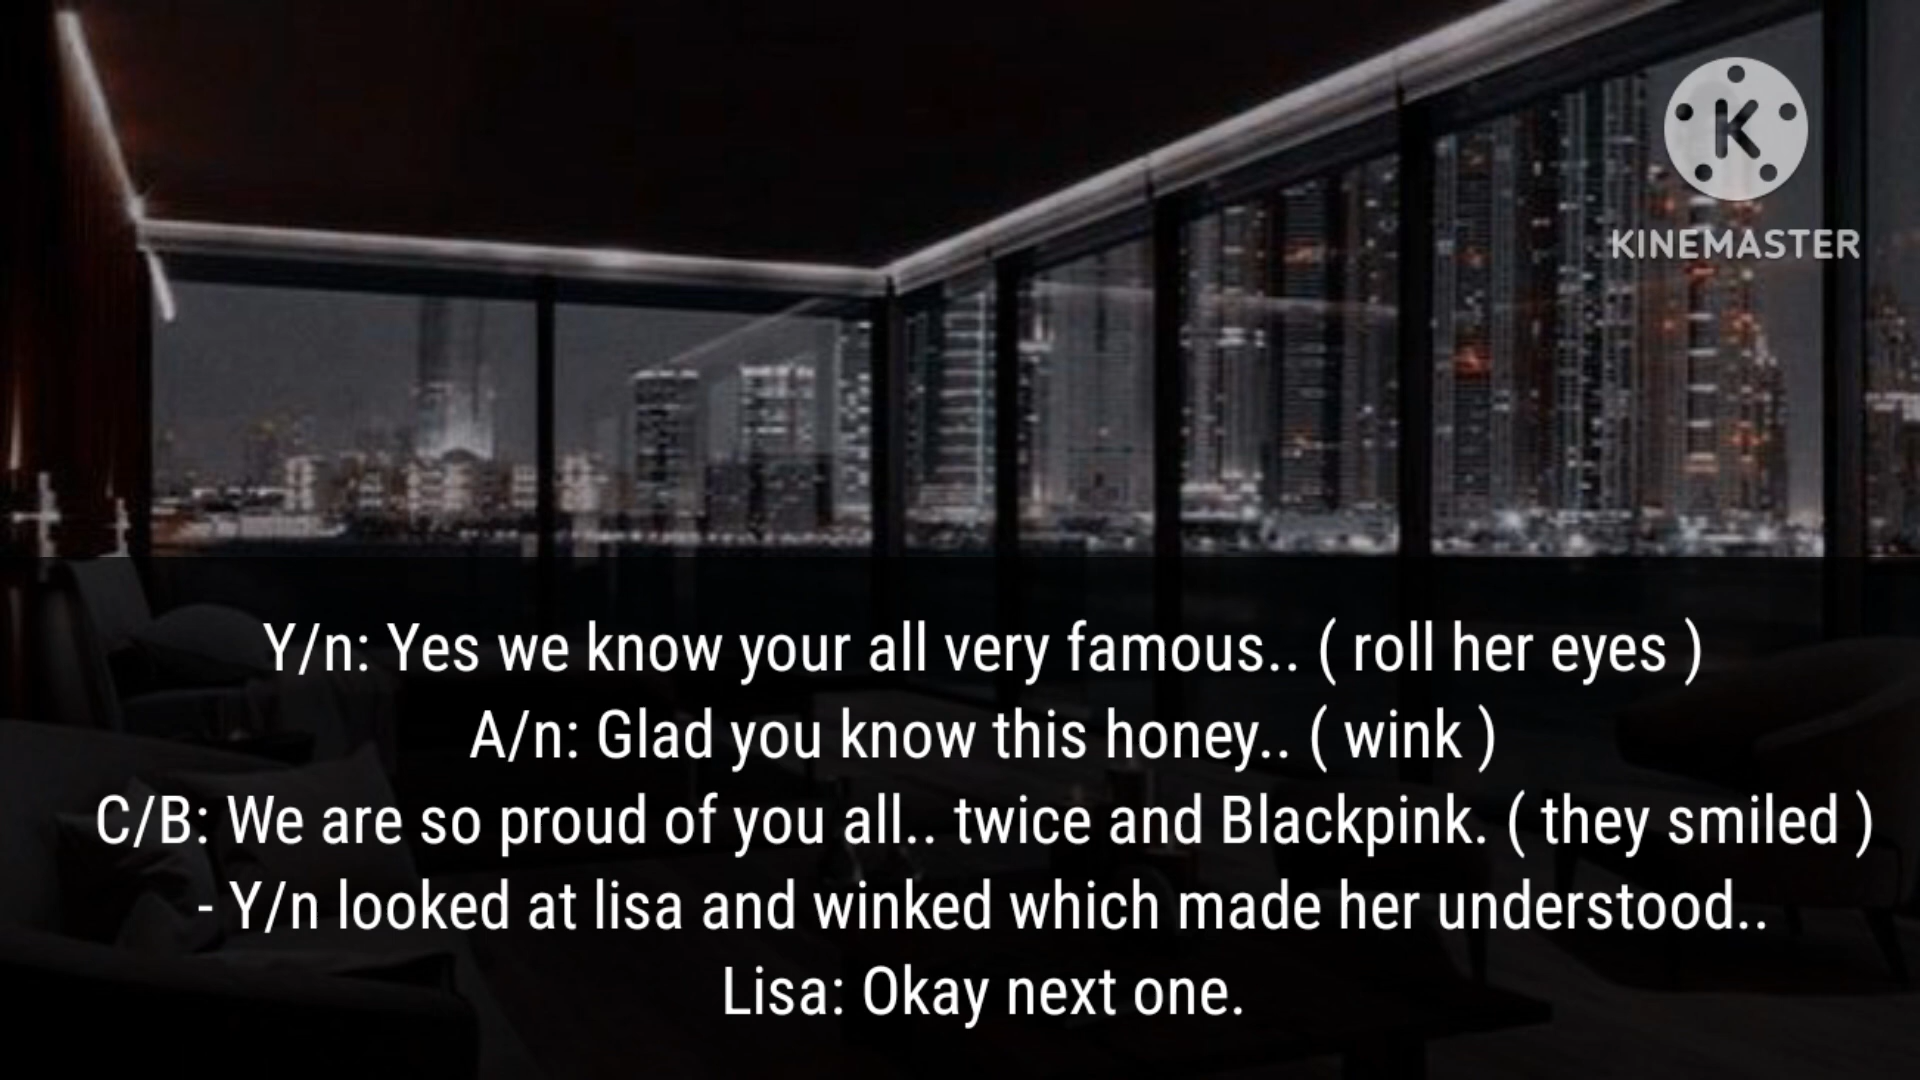 K
KINEMASTER
Y/n: Yes we know your all very famous.. ( roll her eyes )
A/n: Glad you know this honey.. ( wink )
C/B: We are so proud of you all.. twice and Blackpink. ( they smiled )
- Y/n looked at lisa and winked which made her understood..
Lisa: Okay next one.